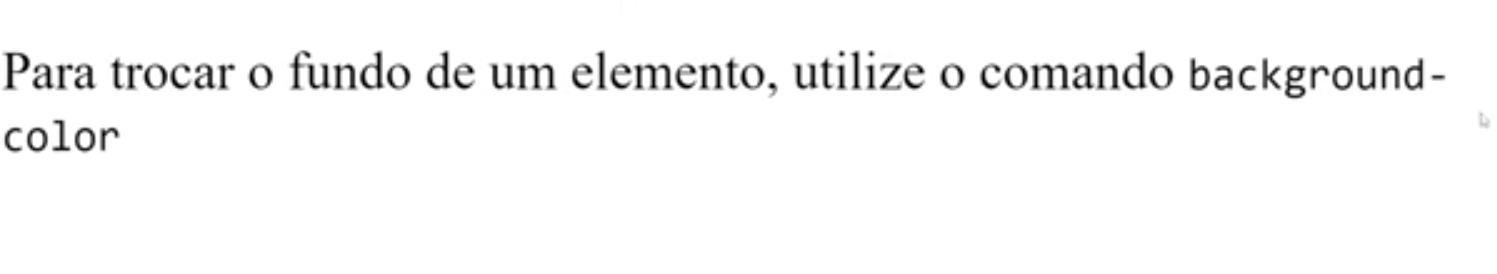 Para trocar o fundo de um elemento, utilize o comando background-
color